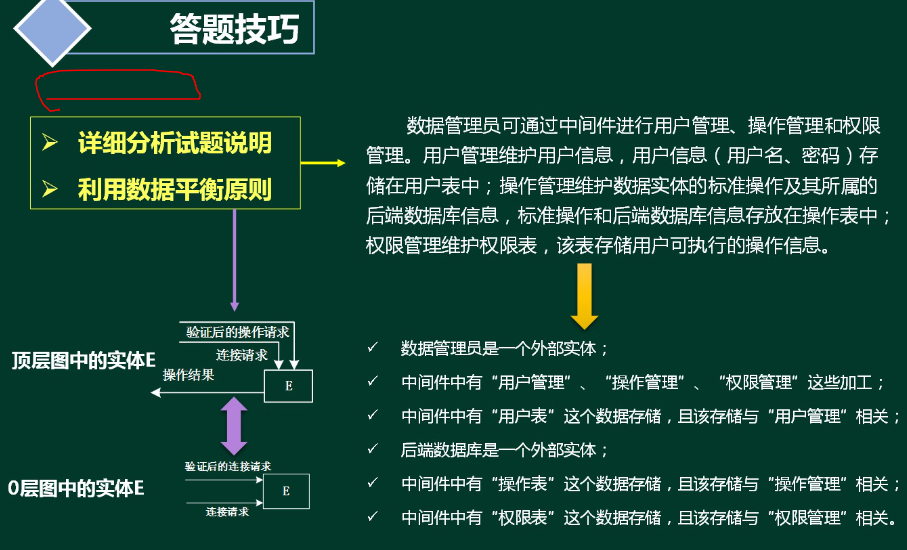 答题技巧
➢ 详细分析试题说明
➢ 利用数据平衡原则
数据管理员可通过中间件进行用户管理、操作管理和权限
管理。用户管理维护用户信息，用户信息（用户名、密码）存
储在用户表中；操作管理维护数据实体的标准操作及其所属的
后端数据库信息，标准操作和后端数据库信息存放在操作表中；
权限管理维护权限表，该表存储用户可执行的操作信息。
顶层图中的实体E
验证后的操作请求
连接请求
操作结果
E
0层图中的实体E
验证后的连接请求
E
连接请求
✓ 数据管理员是一个外部实体；
✓ 中间件中有“用户管理”、“操作管理”、“权限管理”这些加工；
✓ 中间件中有“用户表”这个数据存储，且该存储与“用户管理”相关；
✓ 后端数据库是一个外部实体；
✓ 中间件中有“操作表”这个数据存储，且该存储与“操作管理”相关；
✓ 中间件中有“权限表”这个数据存储，且该存储与“权限管理”相关。